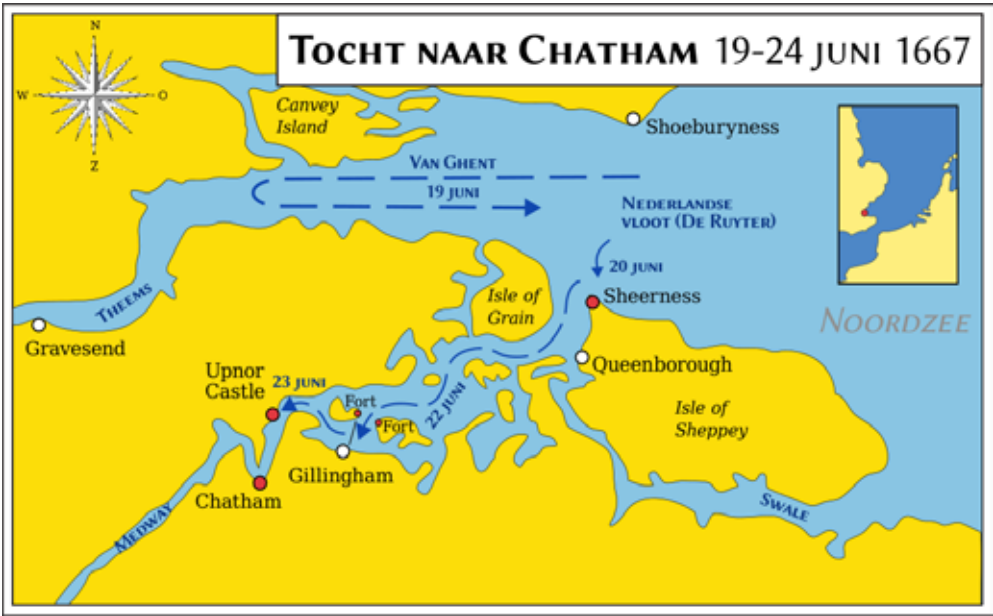 TOCHT NAAR CHATHAM 19-24 JUNI 1667
N
W
O
Z
Canvey
Island
Shoeburyness
VAN GHENT
19 JUNI
NEDERLANDSE
VLOOT (DE RUYTER)
20 JUNI
THEEMS
Isle of
Grain
Sheerness
NOORDZEE
Gravesend
Upnor
Castle
23 JUNI
Queenborough
Fort
22 JUNI
Fort
Isle of
Sheppey
Gillingham
Chatham
SWALE
MEDWAY